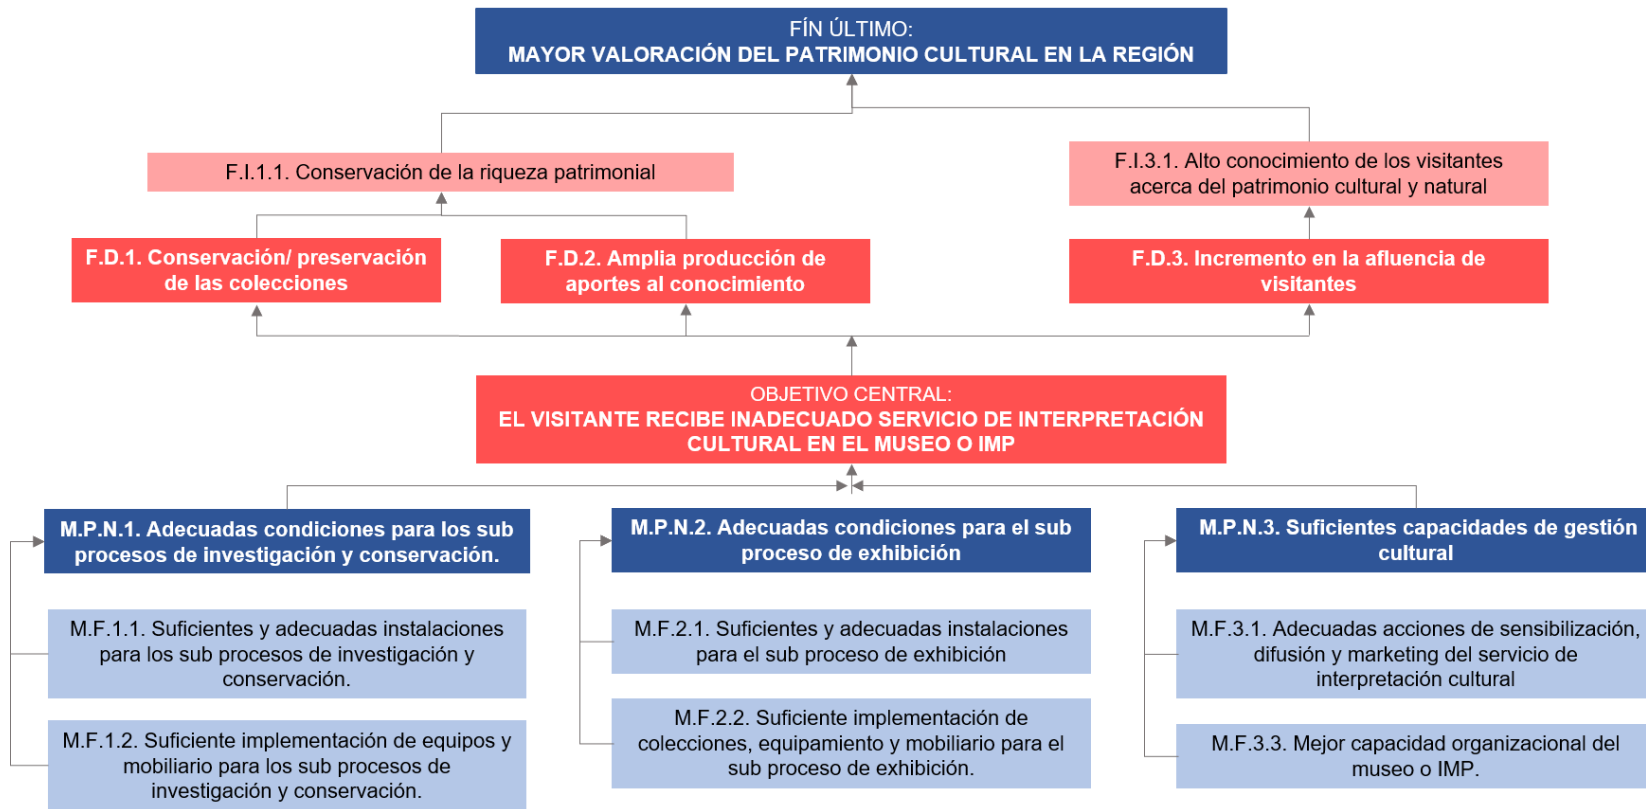 FÍN ÚLTIMO:
MAYOR VALORACIÓN DEL PATRIMONIO CULTURAL EN LA REGIÓN
F.I.1.1. Conservación de la riqueza patrimonial
F.I.3.1. Alto conocimiento de los visitantes
acerca del patrimonio cultural y natural
F.D.1. Conservación/ preservación
de las colecciones
F.D.2. Amplia producción de
aportes al conocimiento
F.D.3. Incremento en la afluencia de
visitantes
OBJETIVO CENTRAL:
EL VISITANTE RECIBE INADECUADO SERVICIO DE INTERPRETACIÓN
CULTURAL EN EL MUSEO O IMP
M.P.N.1. Adecuadas condiciones para los sub
procesos de investigación y conservación.
M.P.N.2. Adecuadas condiciones para el sub
proceso de exhibición
M.P.N.3. Suficientes capacidades de gestión
cultural
M.F.1.1. Suficientes y adecuadas instalaciones
para los sub procesos de investigación y
conservación.
M.F.2.1. Suficientes y adecuadas instalaciones
para el sub proceso de exhibición
M.F.3.1. Adecuadas acciones de sensibilización,
difusión y marketing del servicio de
interpretación cultural
M.F.1.2. Suficiente implementación de equipos y
mobiliario para los sub procesos de
investigación y conservación.
M.F.2.2. Suficiente implementación de
colecciones, equipamiento y mobiliario para el
sub proceso de exhibición.
M.F.3.3. Mejor capacidad organizacional del
museo o IMP.